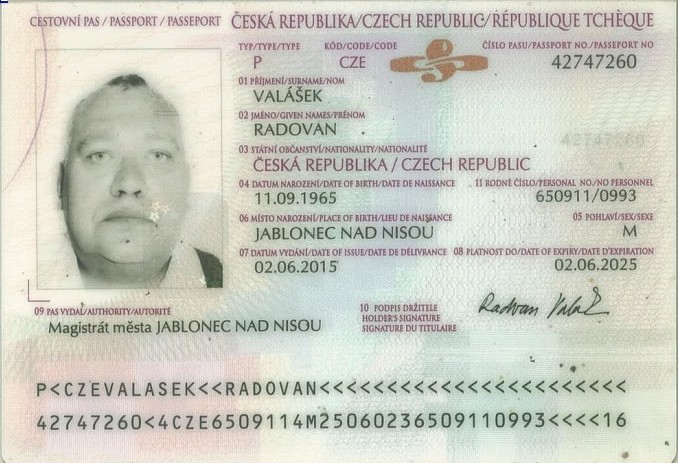 CESTOVNÍ PAS / PASSPORT / PASSEPORT ČESKÁ REPUBLIKA/CZECH REPUBLIC/RÉPUBLIQUE TCHÈQUE
TYP/TYPE/TYPE KÓD/CODE/CODE ČÍSLO PASU/PASSPORT NO./PASSEPORT NO
P CZE 42747260
01 PŘÍJMENÍ/SURNAME/NOM
VALÁŠEK
02 JMÉNO/GIVEN NAMES/PRÉNOM
RADOVAN
42747260
03 STÁTNÍ OBČANSTVÍ/NATIONALITY/NATIONALITÉ
ČESKÁ REPUBLIKA / CZECH REPUBLIC
04 DATUM NAROZENÍ/DATE OF BIRTH/DATE DE NAISSANCE 11 RODNÉ ČÍSLO/PERSONAL NO./NO PERSONNEL
11.09.1965 650911/0993
06 MÍSTO NAROZENÍ/PLACE OF BIRTH/LIEU DE NAISSANCE 05 POHLAVÍ/SEX/SEXE
JABLONEC NAD NISOU M
07 DATUM VYDÁNÍ/DATE OF ISSUE/DATE DE DÉLIVRANCE 08 PLATNOST DO/DATE OF EXPIRY/DATE D'EXPIRATION
02.06.2015 02.06.2025
09 PAS VYDAL/AUTHORITY/AUTORITÉ
Magistrát města JABLONEC NAD NISOU
10 PODPIS DRŽITELE
HOLDER'S SIGNATURE
SIGNATURE DU TITULAIRE
Radovan Valášek
P<CZEVALASEK<<RADOVAN<<<<<<<<<<<<<<<<<<<<<<<
42747260<4CZE6509114M25060236509110993<<<<16